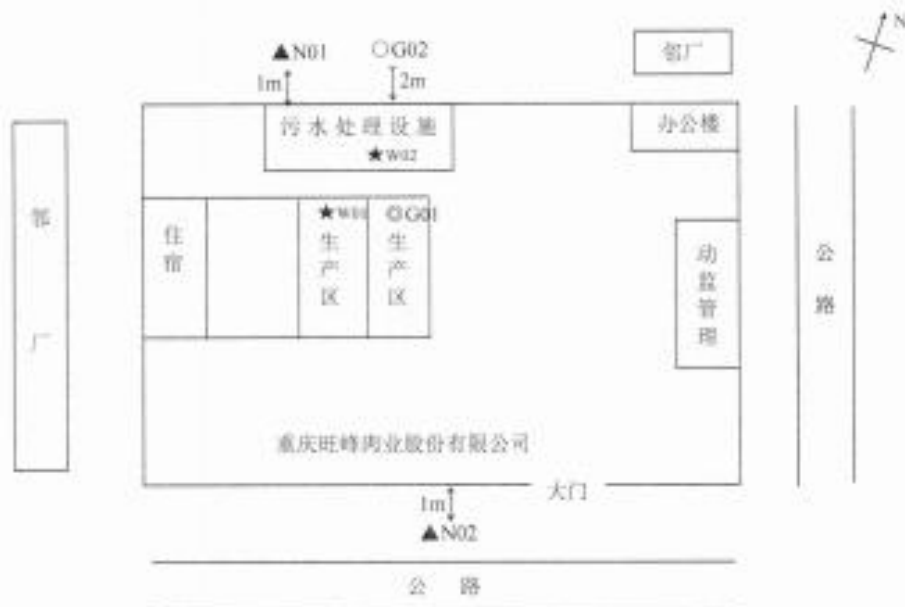 N
▲N01
○G02
邻厂
1m
2m
污水处理设施
★W02
办公楼
邻厂
住宿
★W01
生产区
◎G01
生产区
动监管理
公路
重庆旺峰肉业股份有限公司
大门
1m
▲N02
公路